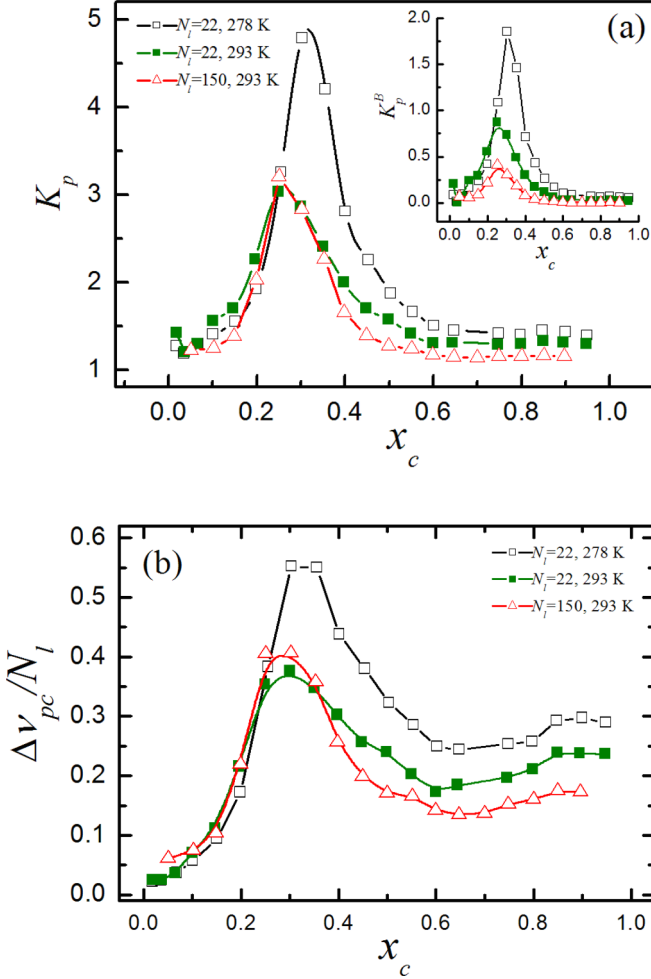 5
4
3
2
1
K_p
N_l=22, 278 K
N_l=22, 293 K
N_l=150, 293 K
(a)
2.0
1.5
1.0
0.5
0.0
K_p^B
0.0 0.2 0.4 0.6 0.8 1.0
x_c
0.0 0.2 0.4 0.6 0.8 1.0
x_c
(b)
0.6
0.5
0.4
0.3
0.2
0.1
0.0
Δν_pc/N_l
N_l=22, 278 K
N_l=22, 293 K
N_l=150, 293 K
0.0 0.2 0.4 0.6 0.8 1.0
x_c